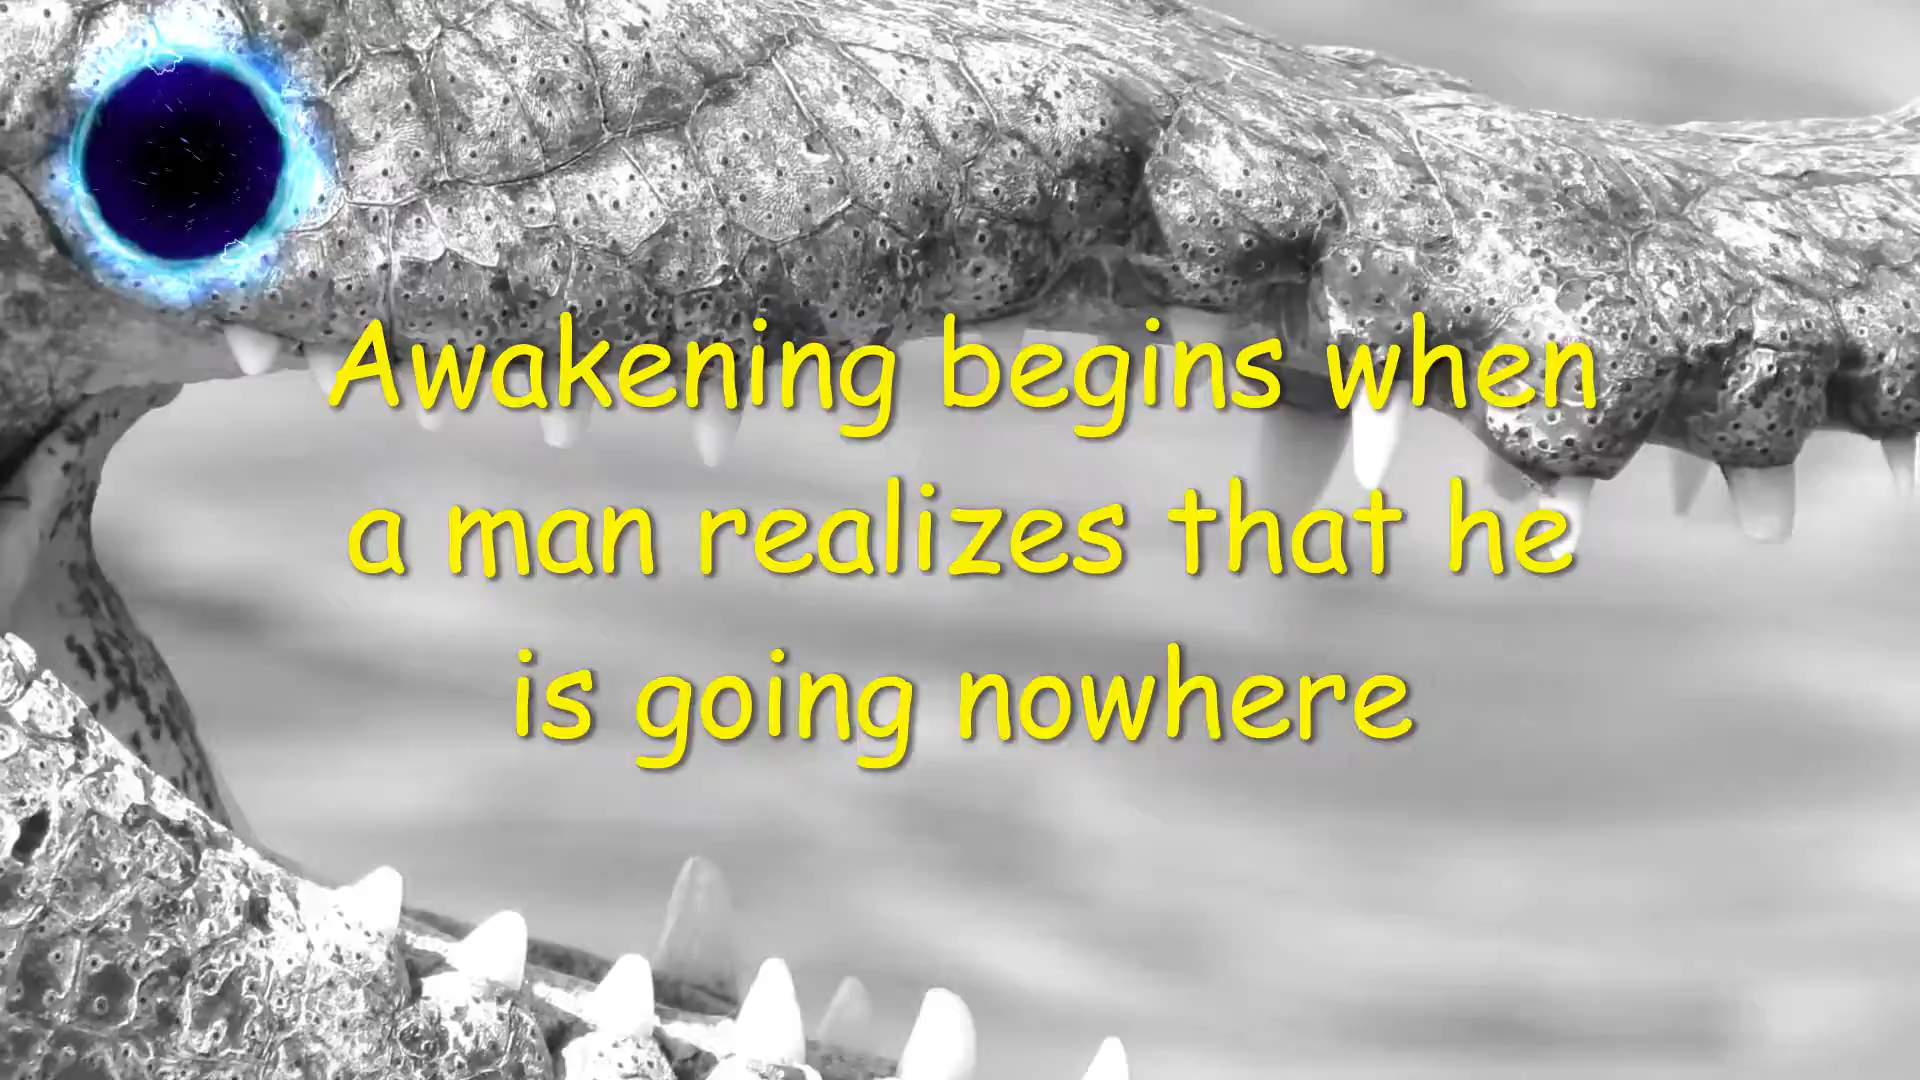 Awakening begins when
a man realizes that he
is going nowhere